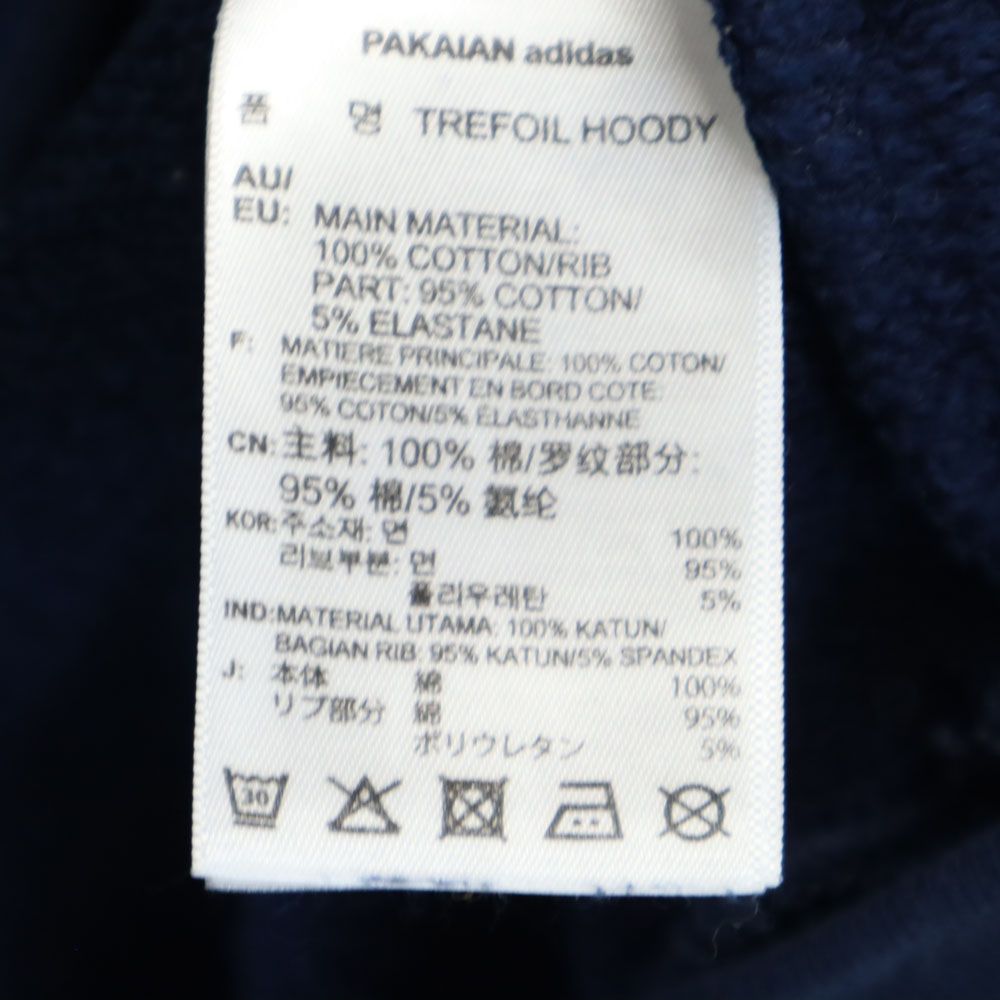 PAKAIAN adidas
품 명 TREFOIL HOODY
AU/
EU: MAIN MATERIAL:
100% COTTON/RIB
PART: 95% COTTON/
5% ELASTANE
F: MATIERE PRINCIPALE: 100% COTON/
EMPIECEMENT EN BORD COTE:
95% COTON/5% ELASTHANNE
CN: 主料: 100% 棉/罗纹部分:
95% 棉/5% 氨纶
KOR: 주소재: 면 100%
리브부분: 면 95%
폴리우레탄 5%
IND: MATERIAL UTAMA: 100% KATUN/
BAGIAN RIB: 95% KATUN/5% SPANDEX
J: 本体 綿 100%
リブ部分 綿 95%
ポリウレタン 5%
30